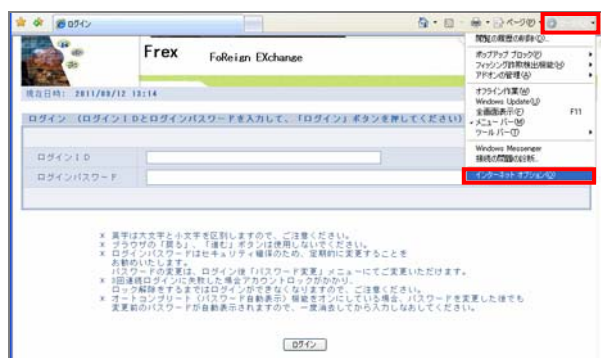 ログイン
ページ(P)
閲覧の履歴の削除(D)...
ポップアップ ブロック(P)
フィッシング詐欺検出機能(H)
アドオンの管理(A)
オフライン作業(W)
Windows Update(U)
全画面表示(F) F11
メニュー バー(M)
ツール バー(T)
Windows Messenger
接続の問題の診断...
インターネット オプション(O)
Frex FoReign EXchange
現在日時: 2011/08/12 13:14
ログイン (ログインIDとログインパスワードを入力して、「ログイン」ボタンを押してください)
ログインID
ログインパスワード
× 英字は大文字と小文字を区別しますので、ご注意ください。
× ブラウザの「戻る」、「進む」ボタンは使用しないでください。
× ログインパスワードはセキュリティ確保のため、定期的に変更することを
お勧めいたします。
パスワードの変更は、ログイン後「パスワード変更」メニューにてご変更いただけます。
× 3回連続ログインに失敗した場合アカウントロックがかかり、
ロック解除をするまではログインができなくなりますので、ご注意ください。
× オートコンプリート(パスワード自動表示)機能をオンにしている場合、パスワードを変更した後でも
変更前のパスワードが自動表示されますので、一度消去してから入力しなおしてください。
ログイン